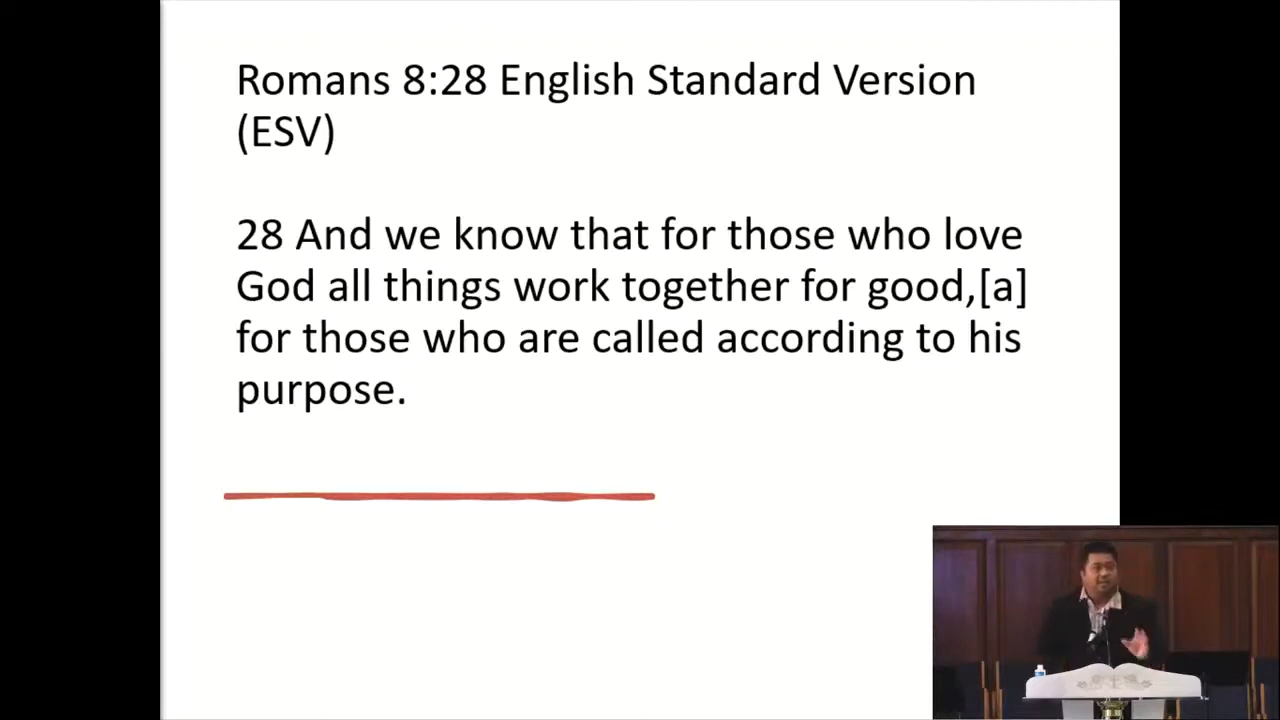 Romans 8:28 English Standard Version
(ESV)
28 And we know that for those who love
God all things work together for good,[a]
for those who are called according to his
purpose.